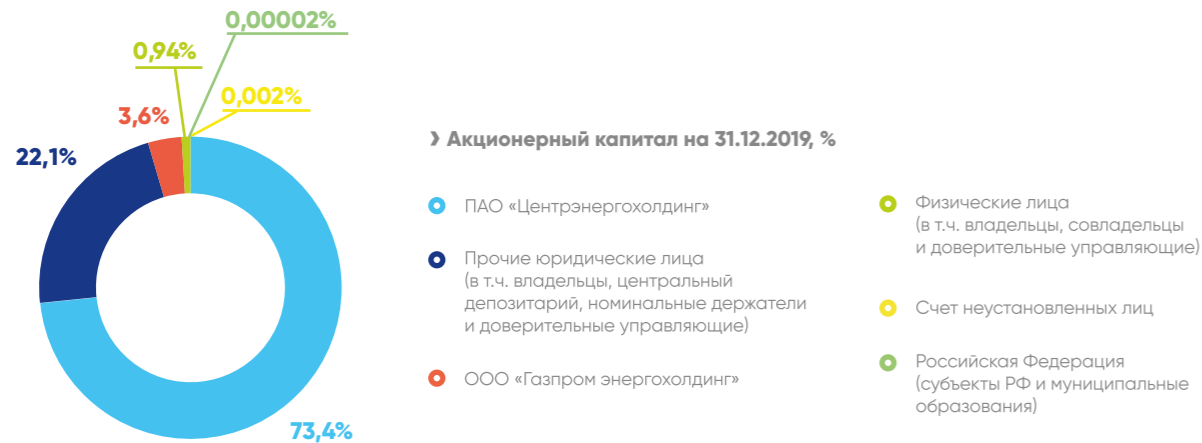 0,00002%
0,94%
0,002%
3,6%
22,1%
73,4%
› Акционерный капитал на 31.12.2019, %
ПАО «Центрэнергохолдинг»
Прочие юридические лица
(в т.ч. владельцы, центральный
депозитарий, номинальные держатели
и доверительные управляющие)
ООО «Газпром энергохолдинг»
Физические лица
(в т.ч. владельцы, совладельцы
и доверительные управляющие)
Счет неустановленных лиц
Российская Федерация
(субъекты РФ и муниципальные
образования)